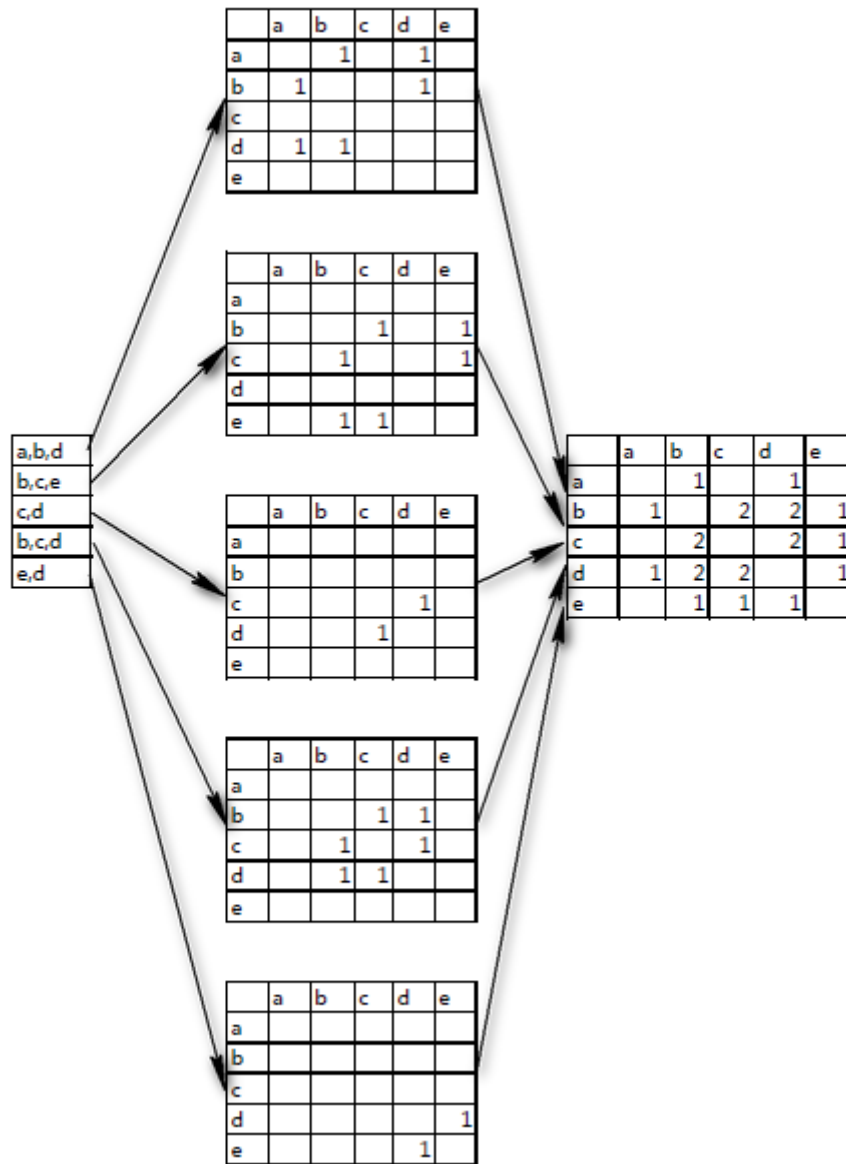 a b c d e
a 1 1
b 1 1
c
d 1 1
e
a b c d e
a
b 1 1
c 1 1
d
e 1 1
a,b,d
b,c,e
c,d
b,c,d
e,d
a b c d e
a
b
c 1
d 1
e
a b c d e
a 1 1
b 1 2 2 1
c 2 2 1
d 1 2 2 1
e 1 1 1
a b c d e
a
b 1 1
c 1 1
d 1 1
e
a b c d e
a
b
c
d 1
e 1